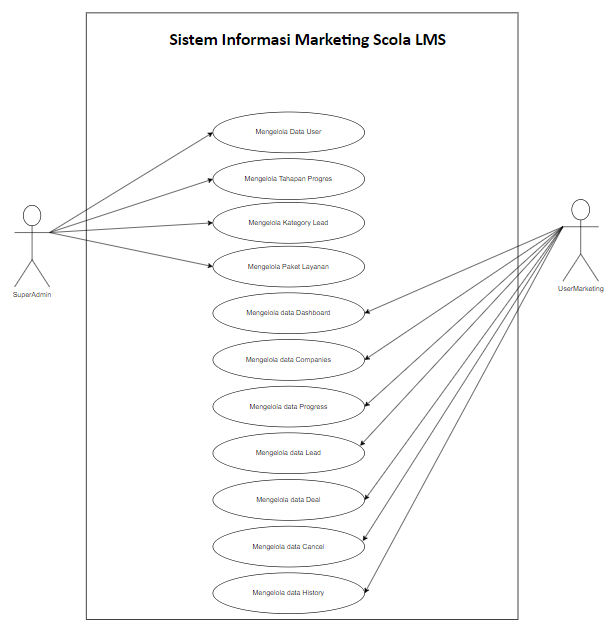 Sistem Informasi Marketing Scola LMS
Mengelola Data User
Mengelola Tahapan Progres
Mengelola Kategory Lead
Mengelola Paket Layanan
SuperAdmin
UserMarketing
Mengelola data Dashboard
Mengelola data Companies
Mengelola data Progress
Mengelola data Lead
Mengelola data Deal
Mengelola data Cancel
Mengelola data History